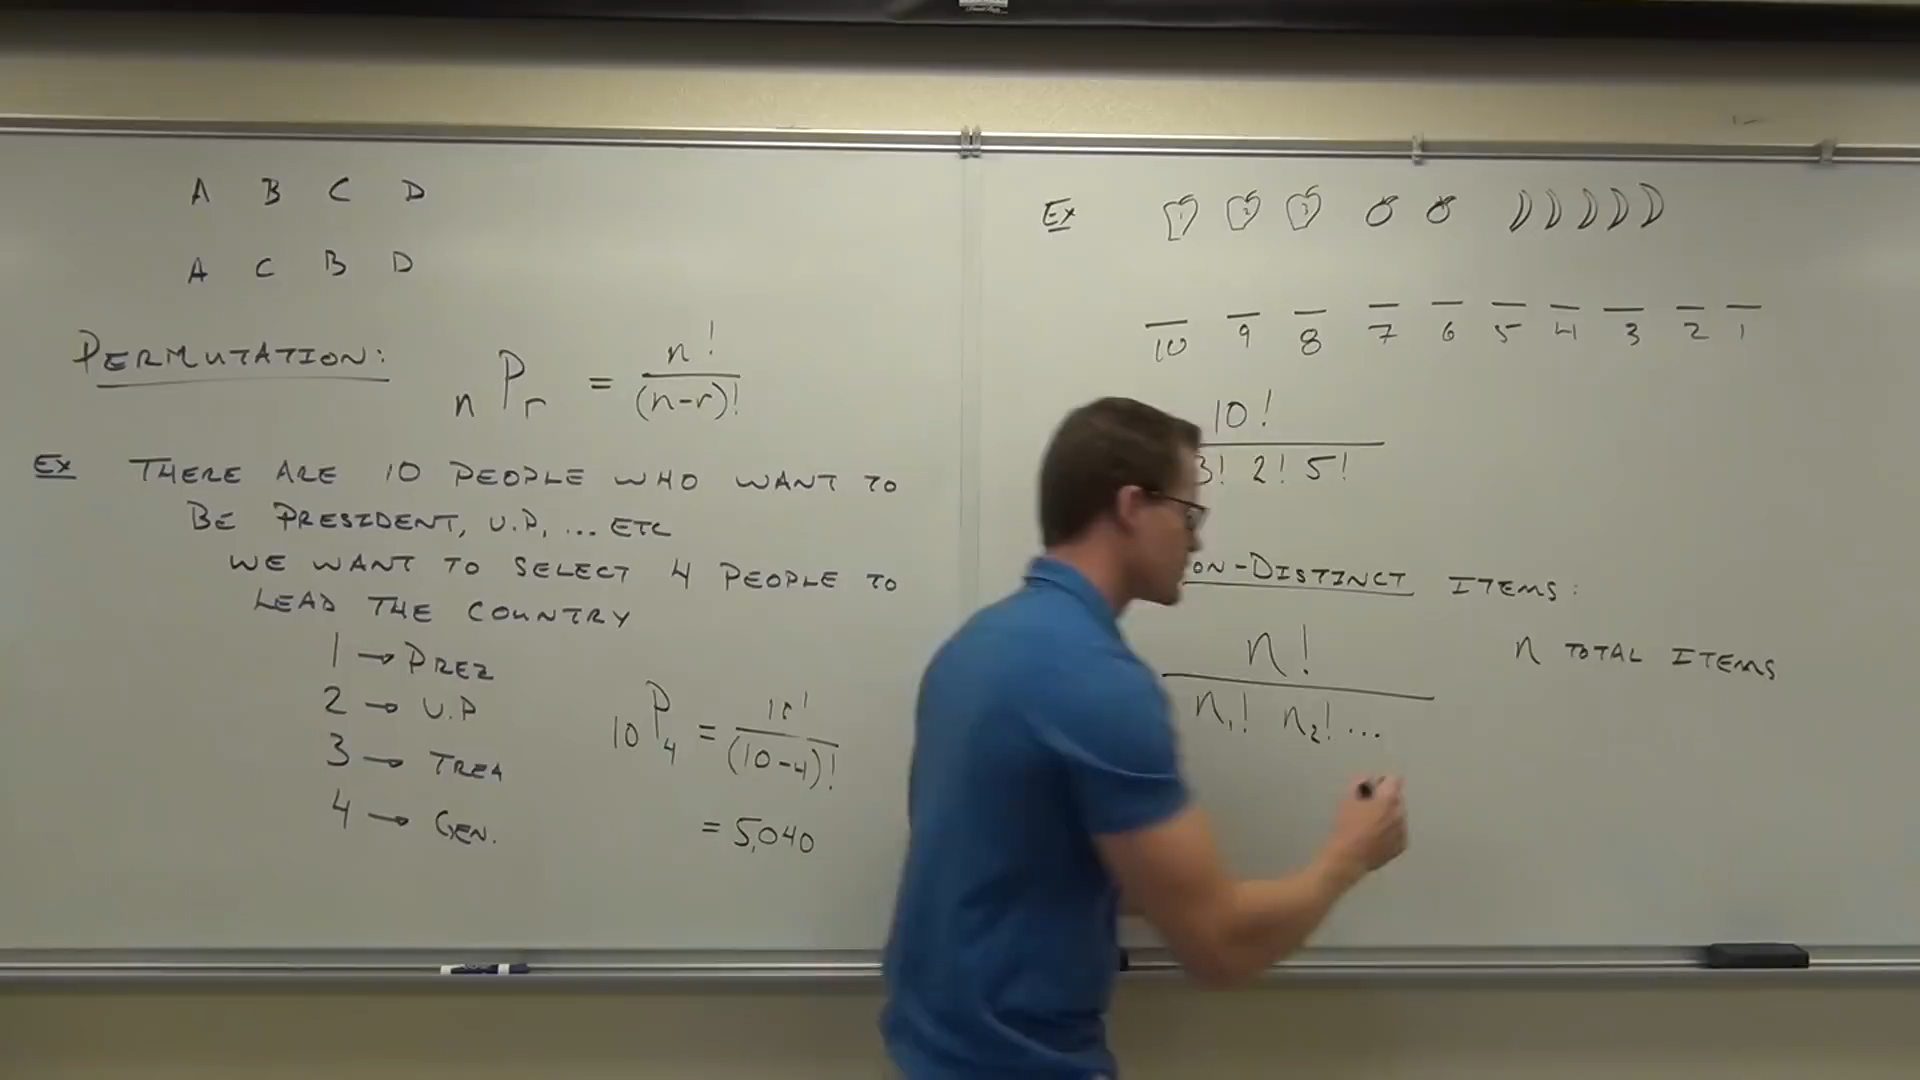 A B C D
A C B D
PERMUTATION: nPr = n! / (n-r)!
Ex THERE ARE 10 PEOPLE WHO WANT TO
BE PRESIDENT, V.P, ... ETC
WE WANT TO SELECT 4 PEOPLE TO
LEAD THE COUNTRY
1 → PREZ
2 → V.P
3 → TREA
4 → GEN.
10P4 = 10! / (10-4)!
= 5,040
Ex
1 2 3
10 9 8 7 6 5 4 3 2 1
10!
3! 2! 5!
ON-DISTINCT ITEMS:
n!
n1! n2! ...
n TOTAL ITEMS